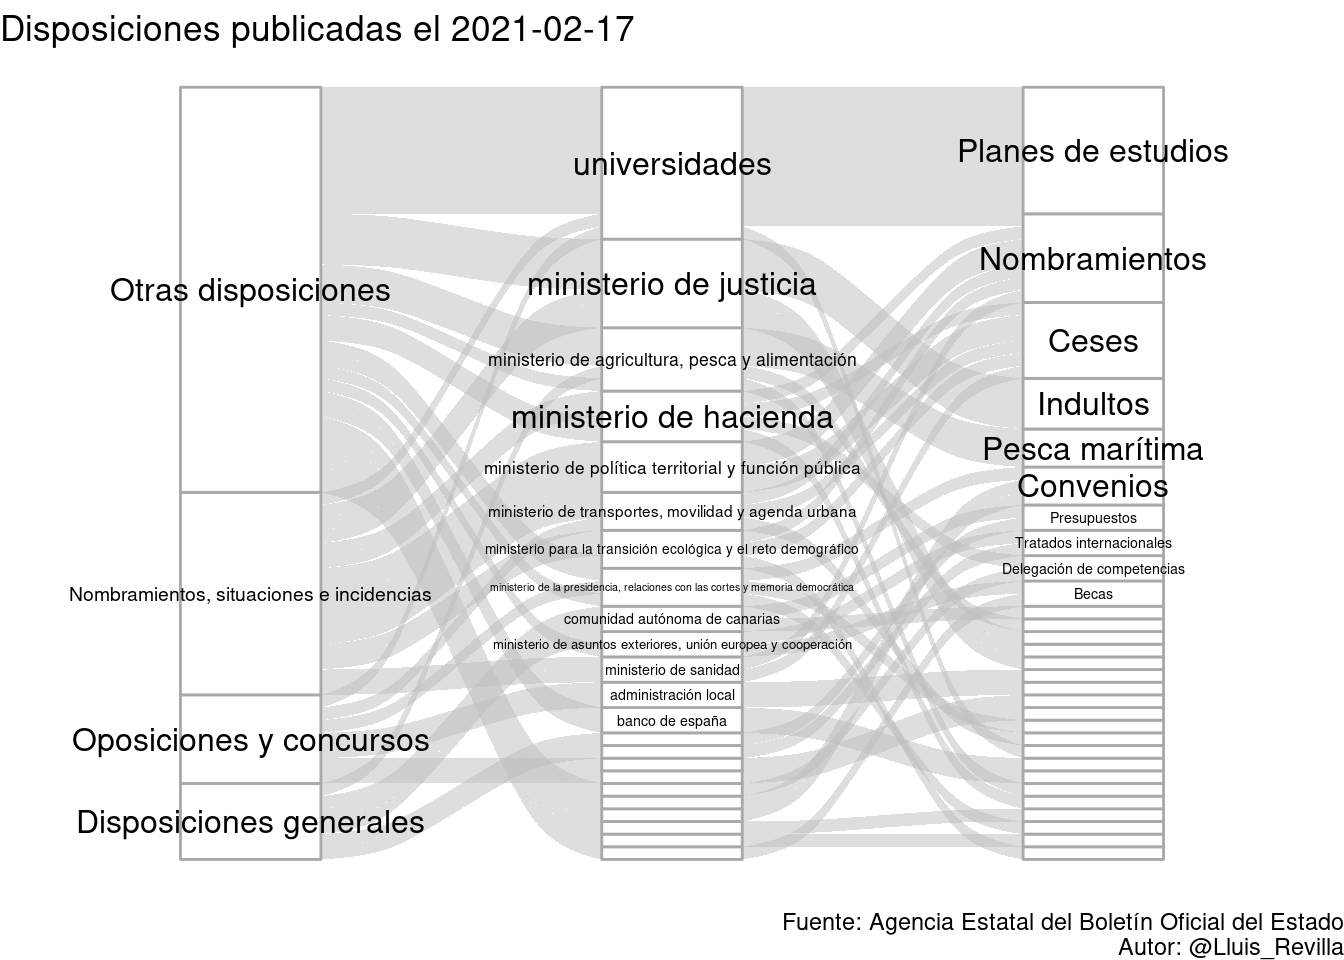 Disposiciones publicadas el 2021-02-17
Otras disposiciones
Nombramientos, situaciones e incidencias
Oposiciones y concursos
Disposiciones generales
universidades
ministerio de justicia
ministerio de agricultura, pesca y alimentación
ministerio de hacienda
ministerio de política territorial y función pública
ministerio de transportes, movilidad y agenda urbana
ministerio para la transición ecológica y el reto demográfico
ministerio de la presidencia, relaciones con las cortes y memoria democrática
comunidad autónoma de canarias
ministerio de asuntos exteriores, unión europea y cooperación
ministerio de sanidad
administración local
banco de españa
Planes de estudios
Nombramientos
Ceses
Indultos
Pesca marítima
Convenios
Presupuestos
Tratados internacionales
Delegación de competencias
Becas
Fuente: Agencia Estatal del Boletín Oficial del Estado
Autor: @Lluis_Revilla